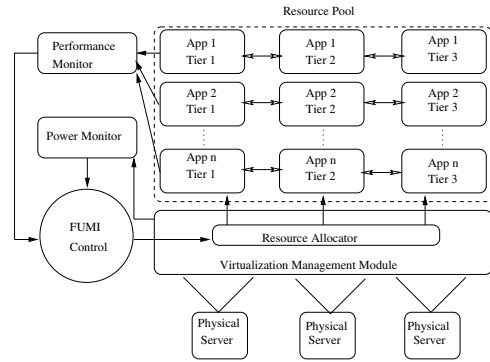 Resource Pool
Performance
Monitor
App 1
Tier 1
App 1
Tier 2
App 1
Tier 3
App 2
Tier 1
App 2
Tier 2
App 2
Tier 3
Power Monitor
App n
Tier 1
App n
Tier 2
App n
Tier 3
FUMI
Control
Resource Allocator
Virtualization Management Module
Physical
Server
Physical
Server
Physical
Server